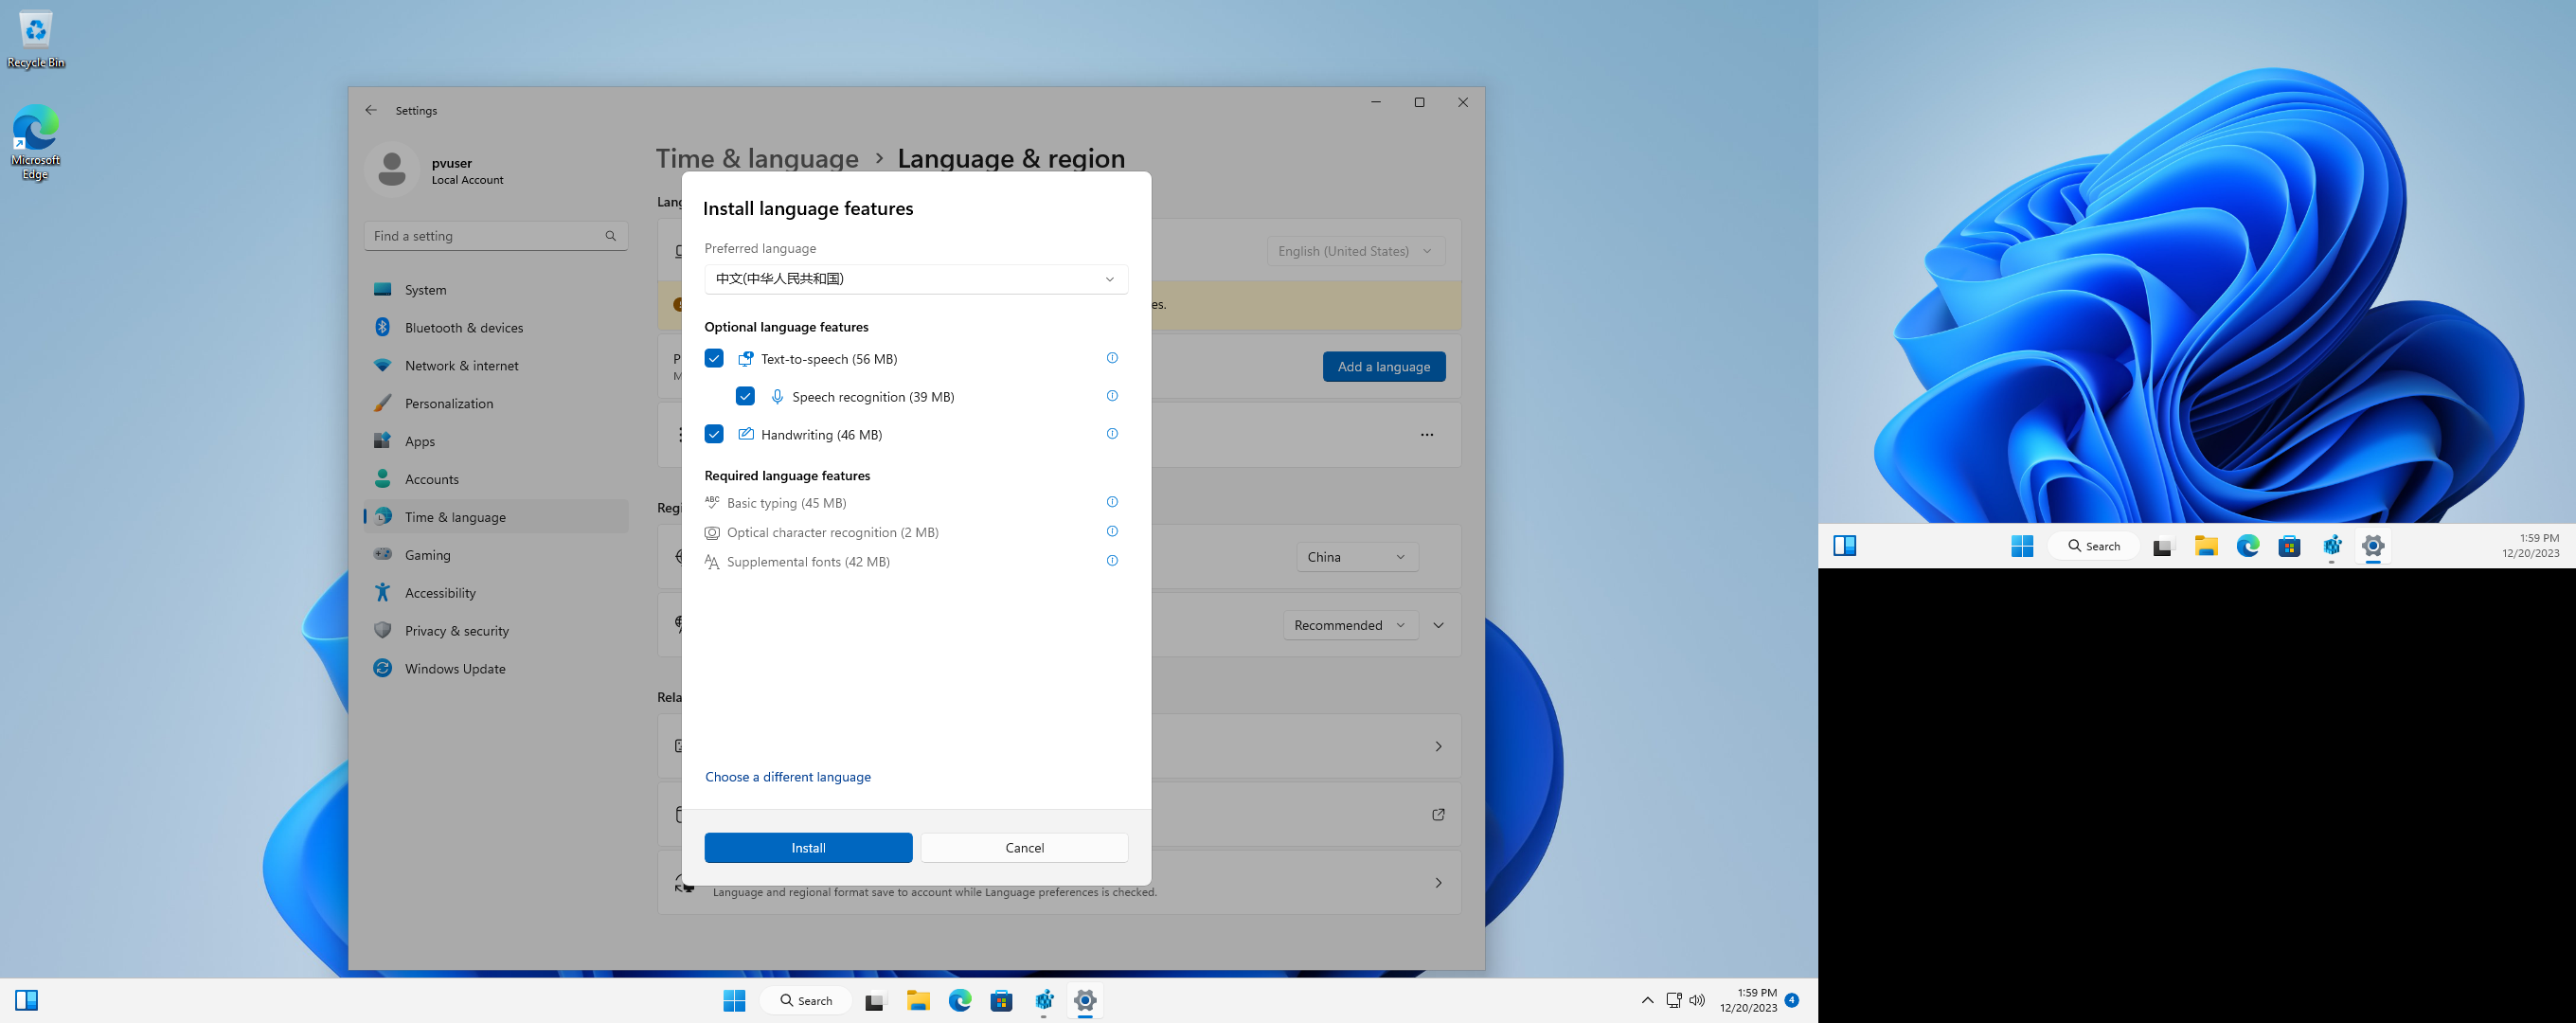 Recycle Bin
Microsoft
Edge
Settings
pvuser
Local Account
Find a setting
System
Bluetooth & devices
Network & internet
Personalization
Apps
Accounts
Time & language
Gaming
Accessibility
Privacy & security
Windows Update
Time & language > Language & region
English (United States)
es.
Add a language
China
Recommended
Language and regional format save to account while Language preferences is checked.
Install language features
Preferred language
中文(中华人民共和国)
Optional language features
Text-to-speech (56 MB)
Speech recognition (39 MB)
Handwriting (46 MB)
Required language features
ABC Basic typing (45 MB)
Optical character recognition (2 MB)
Supplemental fonts (42 MB)
Choose a different language
Install
Cancel
Search
1:59 PM
12/20/2023
4
Search
1:59 PM
12/20/2023